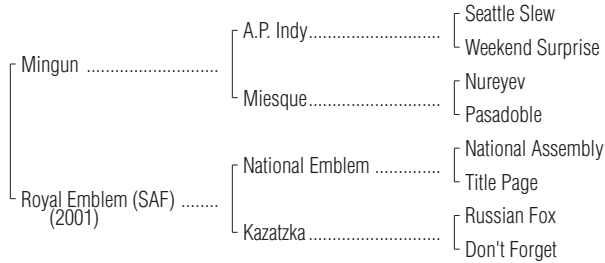 Seattle Slew
A.P. Indy..............................
Weekend Surprise
Mingun ..............................
Nureyev
Miesque..............................
Pasadoble
National Assembly
National Emblem ...............
Title Page
Royal Emblem (SAF) ........
(2001)
Russian Fox
Kazatzka..............................
Don't Forget